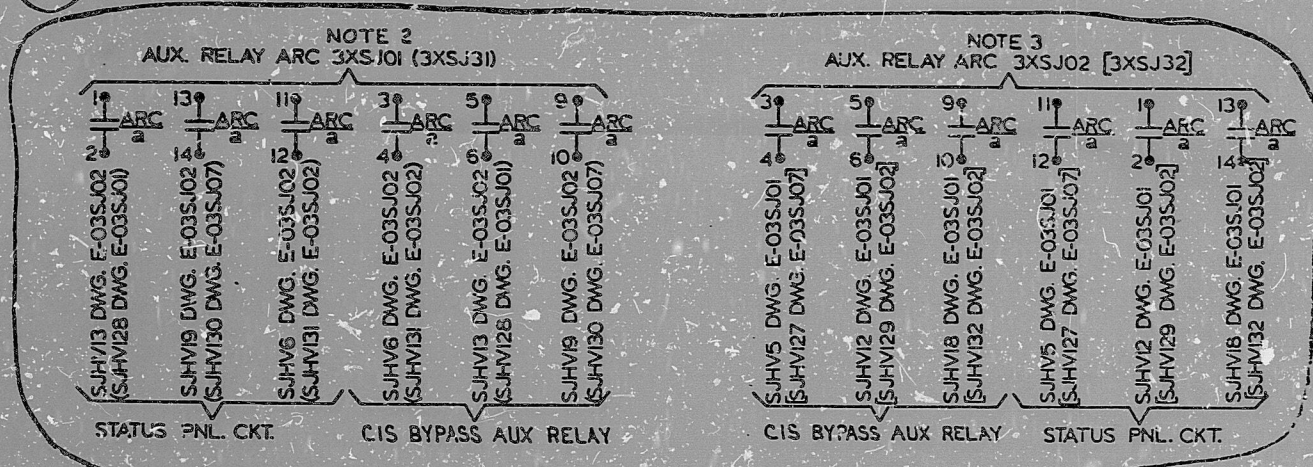 NOTE 2
AUX. RELAY ARC 3XSJ01 (3XSJ31)
1 13 11 3 5 9
ARC ARC ARC ARC ARC ARC
a a a a a a
2 14 12 4 6 10
SJHV13 DWG. E-03SJ02
(SJHV128 DWG. E-03SJ01)
SJHV19 DWG. E-03SJ02
(SJHV130 DWG. E-03SJ07)
SJHV6 DWG. E-03SJ02
(SJHV131 DWG. E-03SJ02)
SJHV6 DWG. E-03SJ02
(SJHV131 DWG. E-03SJ02)
SJHV13 DWG. E-03SJ02
(SJHV128 DWG. E-03SJ01)
SJHV19 DWG. E-03SJ02
(SJHV130 DWG. E-03SJ07)
STATUS PNL. CKT.
CIS BYPASS AUX RELAY
NOTE 3
AUX. RELAY ARC 3XSJ02 [3XSJ32]
3 5 9 11 1 13
ARC ARC ARC ARC ARC ARC
a a a a a a
4 6 10 12 2 14
SJHV5 DWG. E-03SJ01
[SJHV127 DWG. E-03SJ07]
SJHV12 DWG. E-03SJ01
[SJHV129 DWG. E-03SJ02]
SJHV18 DWG. E-03SJ01
[SJHV132 DWG. E-03SJ02]
SJHV5 DWG. E-03SJ01
[SJHV127 DWG. E-03SJ07]
SJHV12 DWG. E-03SJ01
[SJHV129 DWG. E-03SJ02]
SJHV18 DWG. E-03SJ01
[SJHV132 DWG. E-03SJ02]
CIS BYPASS AUX RELAY
STATUS PNL. CKT.